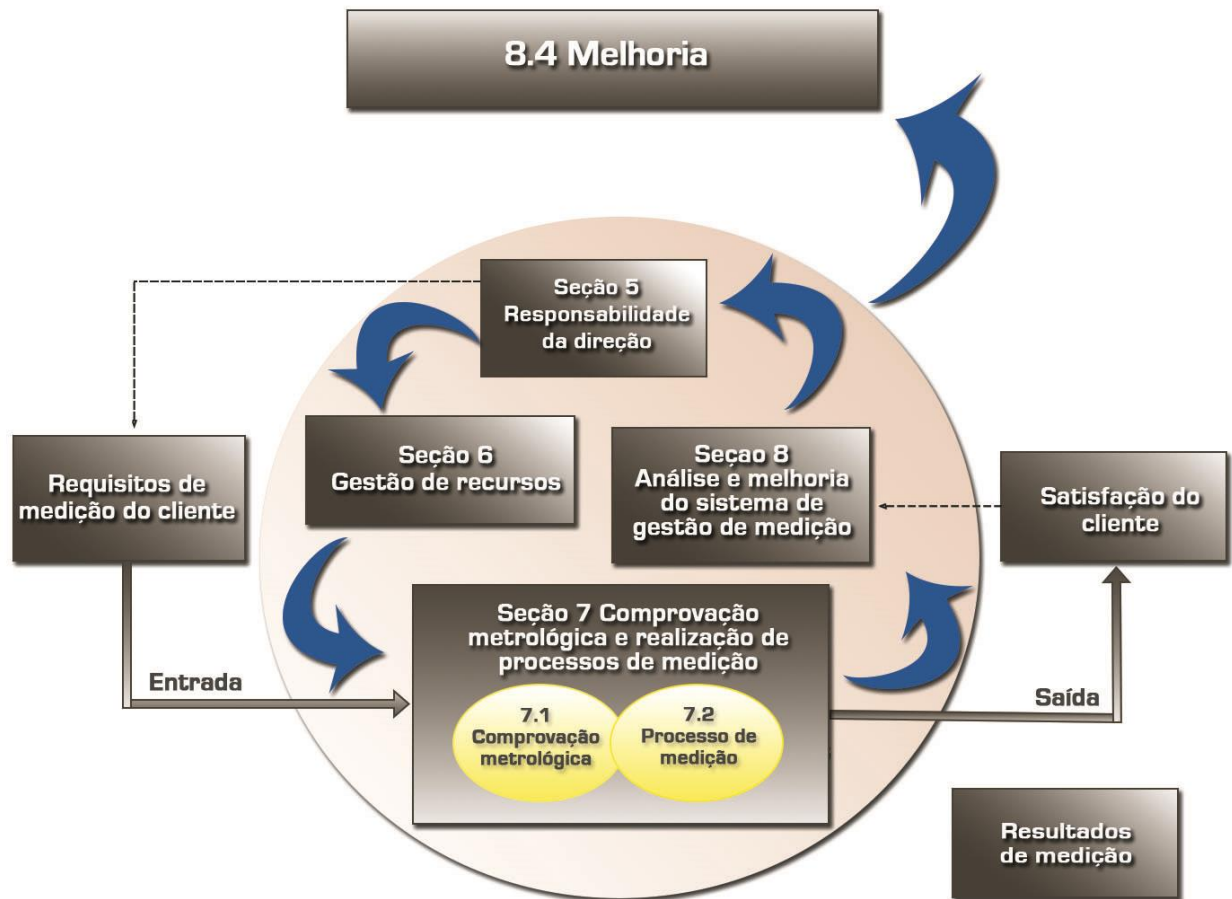 8.4 Melhoria
Seção 5
Responsabilidade
da direção
Seção 6
Gestão de recursos
Seçao 8
Análise e melhoria
do sistema de
gestão de medição
Requisitos de
medição do cliente
Satisfação do
cliente
Seção 7 Comprovação
metrológica e realização de
processos de medição
Entrada
Saída
7.1
Comprovação
metrológica
7.2
Processo de
medição
Resultados
de medição